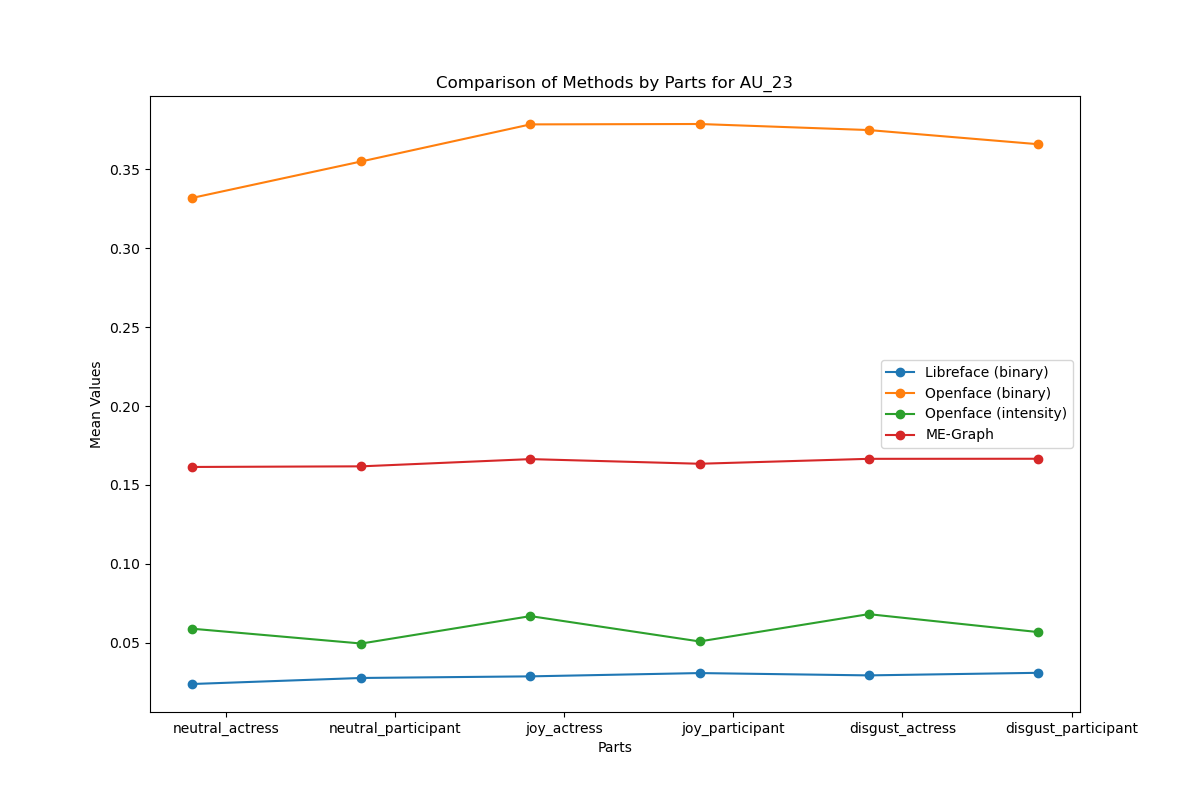 Comparison of Methods by Parts for AU_23
Mean Values
0.35
0.30
0.25
0.20
0.15
0.10
0.05
Libreface (binary)
Openface (binary)
Openface (intensity)
ME-Graph
neutral_actress neutral_participant joy_actress joy_participant disgust_actress disgust_participant
Parts